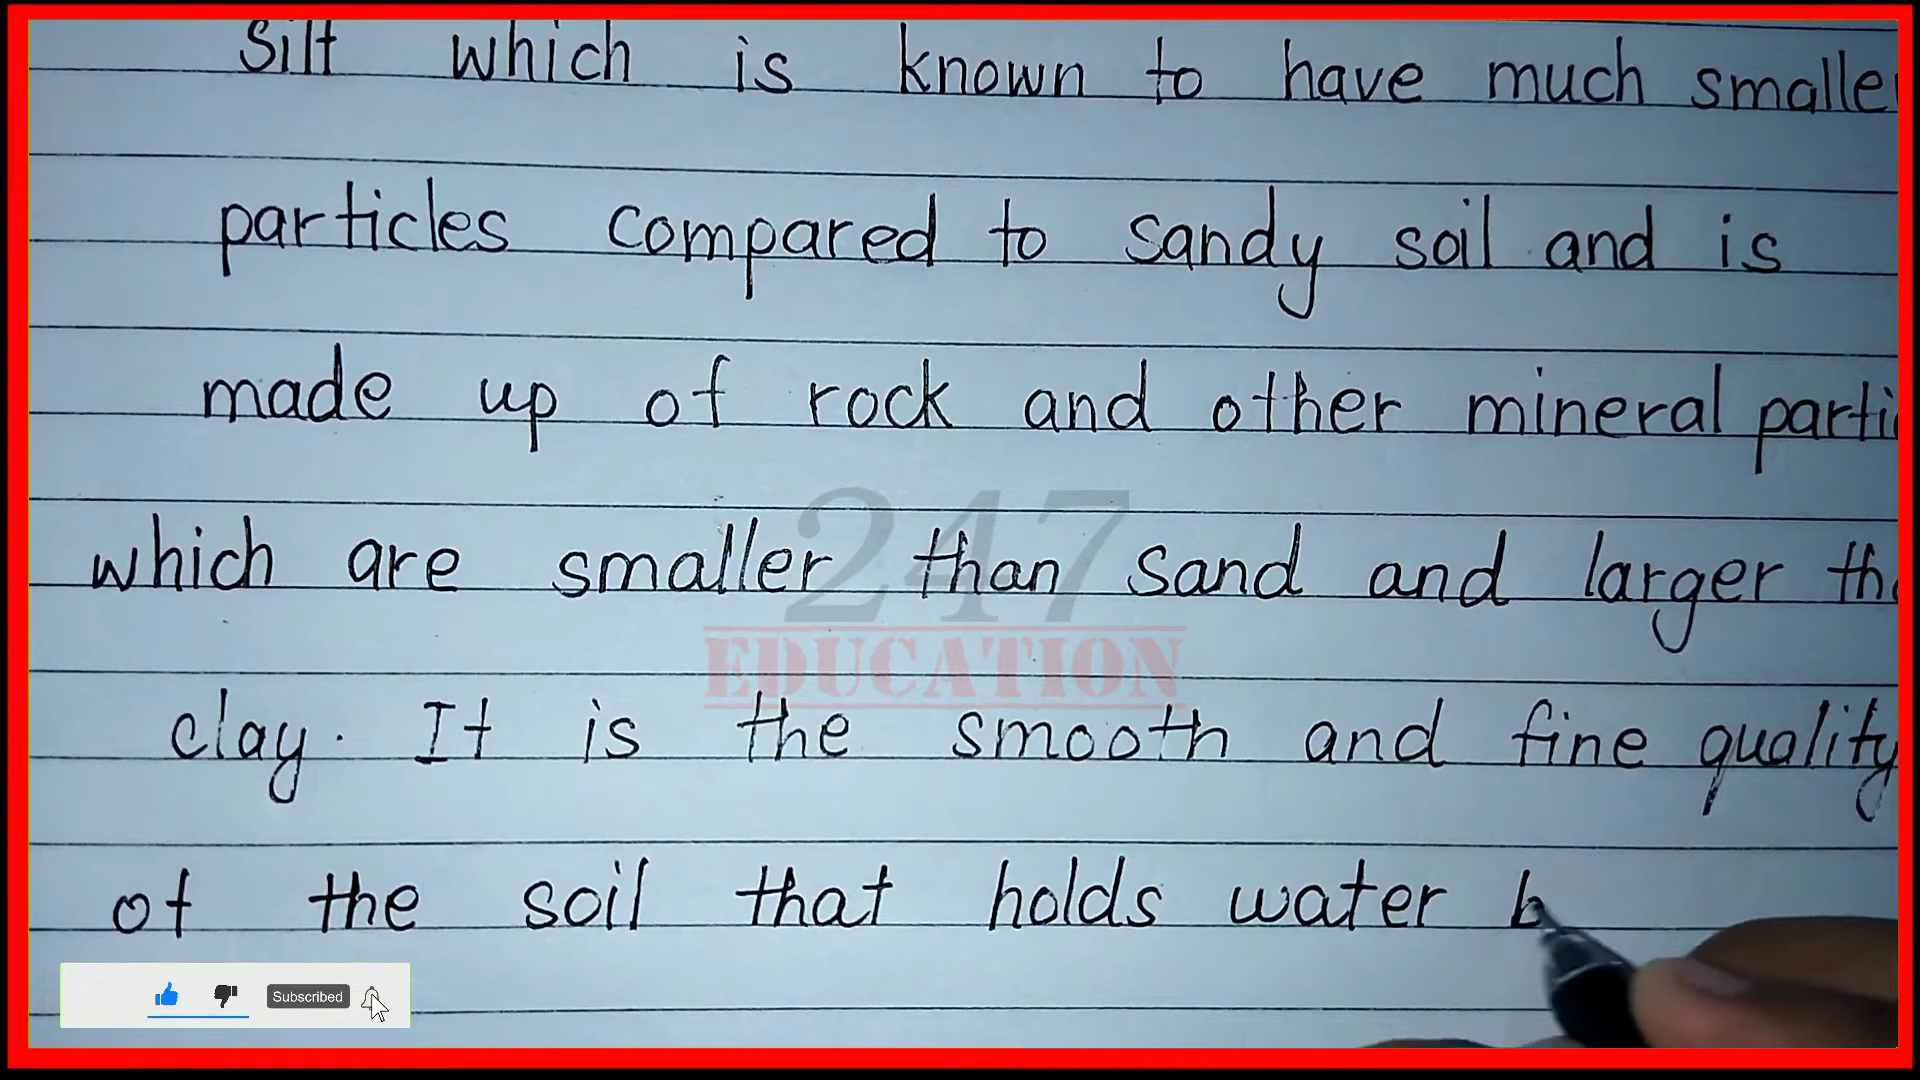 Silt which is known to have much smalle
particles compared to sandy soil and is
made up of rock and other mineral parti
which are smaller than sand and larger th
clay. It is the smooth and fine quality
of the soil that holds water b
247
EDUCATION
Subscribed